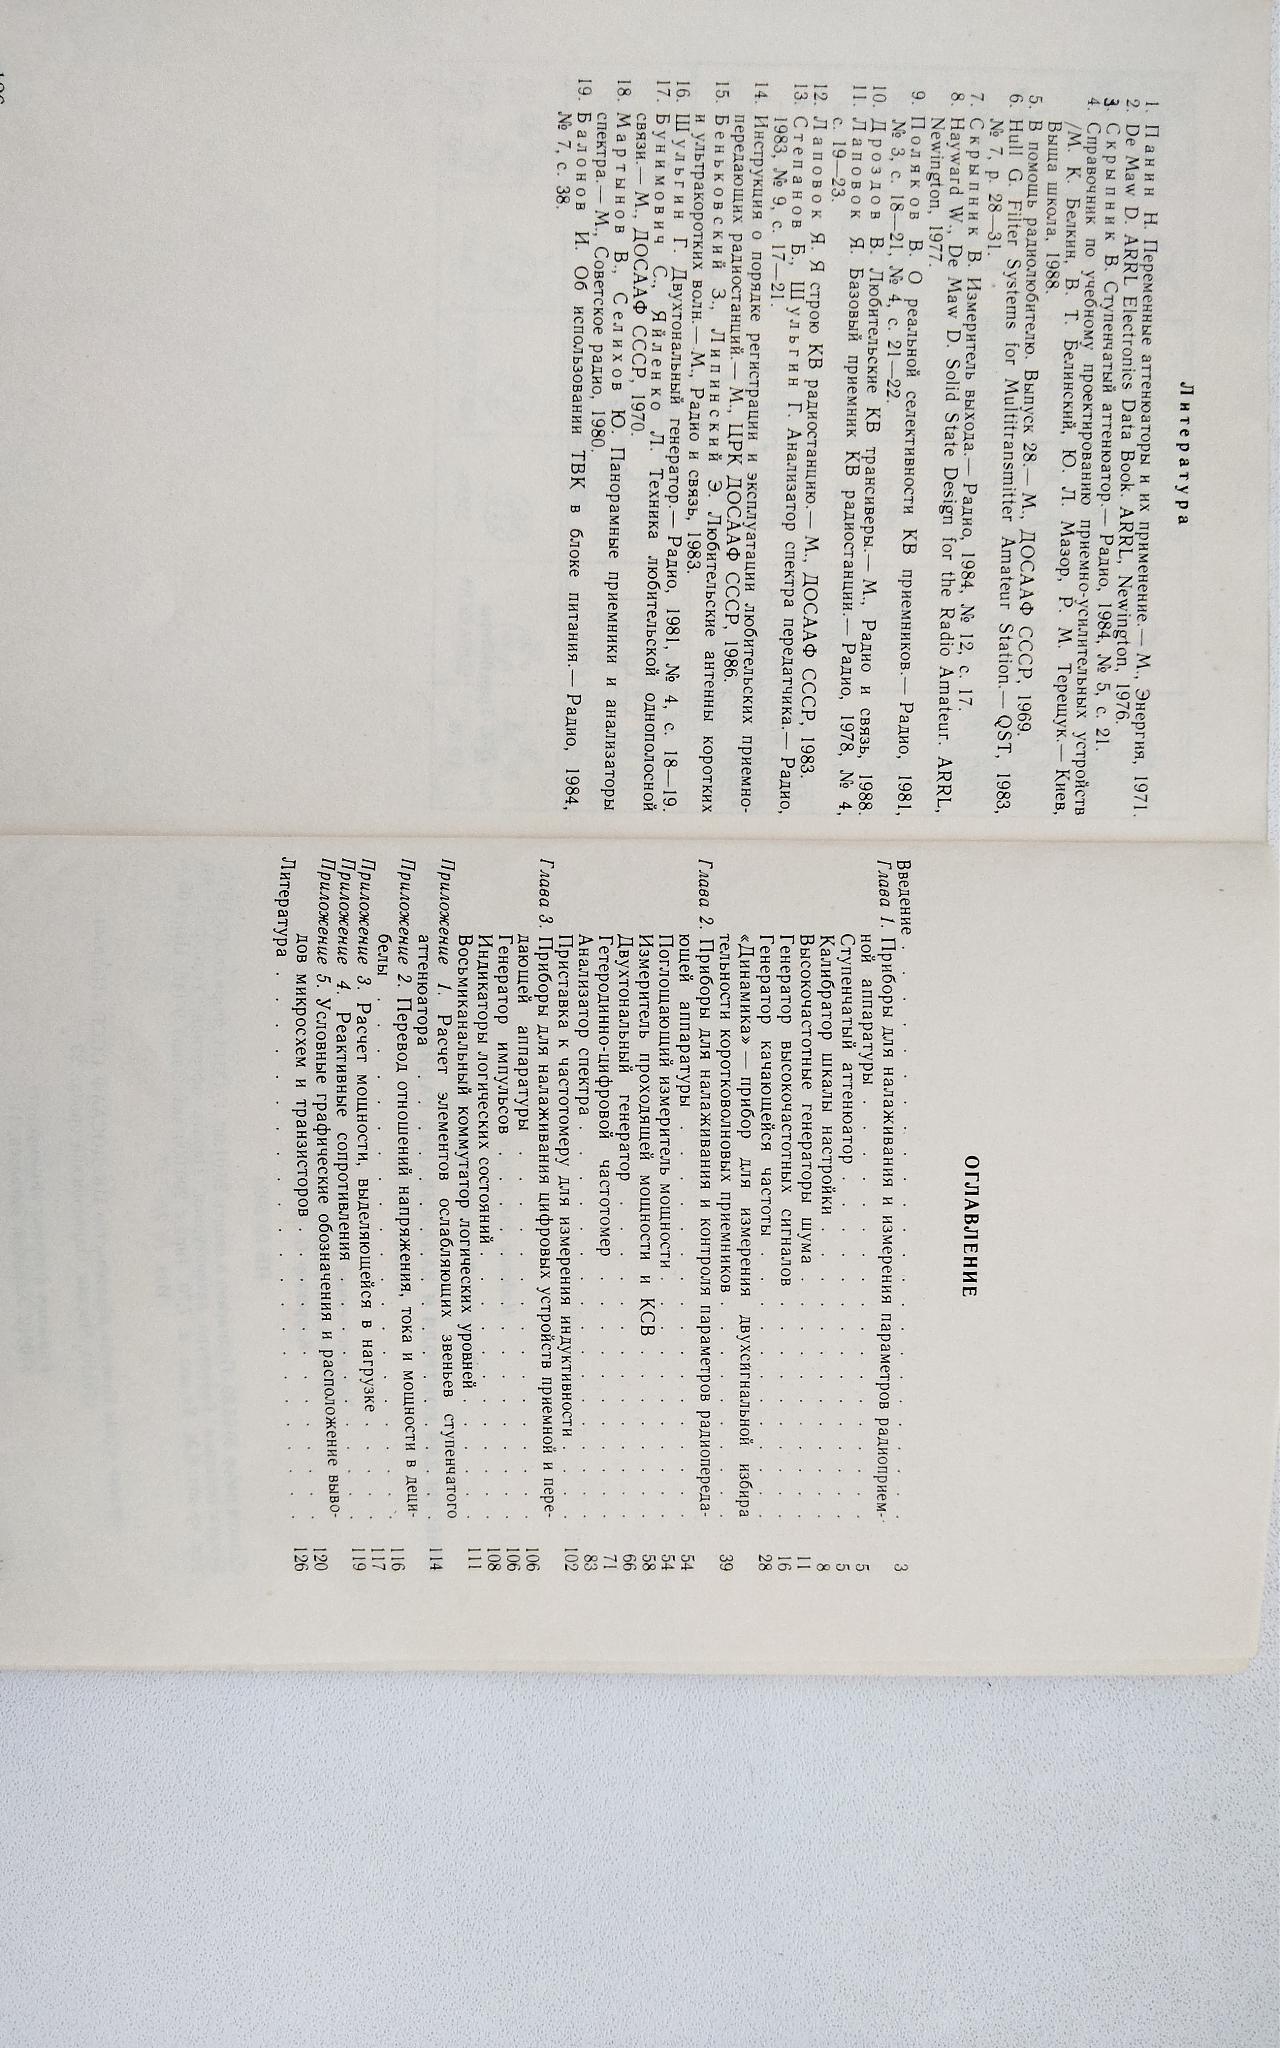 Литература
1. Панин Н. Переменные аттенюаторы и их применение.— М., Энергия, 1971.
2. De Maw D. ARRL Electronics Data Book. ARRL, Newington, 1976.
3. Скрыпник В. Ступенчатый аттенюатор.— Радио, 1984, № 5, с. 21.
4. Справочник по учебному проектированию приемно-усилительных устройств
/М. К. Белкин, В. Т. Белинский, Ю. Л. Мазор, Р. М. Терещук.— Киев,
Выща школа, 1988.
5. В помощь радиолюбителю. Выпуск 28.— М., ДОСААФ СССР, 1969.
6. Hull G. Filter Systems for Multitransmitter Amateur Station.— QST, 1983,
№ 7, p. 28—31.
7. Скрыпник В. Измеритель выхода.— Радио, 1984, № 12, с. 17.
8. Hayward W., De Maw D. Solid State Design for the Radio Amateur. ARRL,
Newington, 1977.
9. Поляков В. О реальной селективности КВ приемников.— Радио, 1981,
№ 3, с. 18—21, № 4, с. 21—22.
10. Дроздов В. Любительские КВ трансиверы.— М., Радио и связь, 1988.
11. Лаповок Я. Базовый приемник КВ радиостанции.— Радио, 1978, № 4,
с. 19—23.
12. Лаповок Я. Я строю КВ радиостанцию.— М., ДОСААФ СССР, 1983.
13. Степанов Б., Шульгин Г. Анализатор спектра передатчика.— Радио,
1983, № 9, с. 17—21.
14. Инструкция о порядке регистрации и эксплуатации любительских приемно-
передающих радиостанций.— М., ЦРК ДОСААФ СССР, 1986.
15. Беньковский З., Липинский Э. Любительские антенны коротких
и ультракоротких волн.— М., Радио и связь, 1983.
16. Шульгин Г. Двухтональный генератор.— Радио, 1981, № 4, с. 18—19.
17. Бунимович С., Яйленко Л. Техника любительской однополосной
связи.— М., ДОСААФ СССР, 1970.
18. Мартынов В., Селихов Ю. Панорамные приемники и анализаторы
спектра.— М., Советское радио, 1980.
19. Балонов И. Об использовании ТВК в блоке питания.— Радио, 1984,
№ 7, с. 38.
ОГЛАВЛЕНИЕ
Введение . . . . . . . . . . 3
Глава 1. Приборы для налаживания и измерения параметров радиоприем-
ной аппаратуры . . . . . . . . . . 5
Ступенчатый аттенюатор . . . . . . . . . . 5
Калибратор шкалы настройки . . . . . . . . . . 8
Высокочастотные генераторы шума . . . . . . . . . . 11
Генератор высокочастотных сигналов . . . . . . . . . . 16
Генератор качающейся частоты . . . . . . . . . . 28
«Динамика» — прибор для измерения двухсигнальной избира
тельности коротковолновых приемников . . . . . . . . . . 39
Глава 2. Приборы для налаживания и контроля параметров радиопереда-
ющей аппаратуры . . . . . . . . . . 54
Поглощающий измеритель мощности . . . . . . . . . . 54
Измеритель проходящей мощности и КСВ . . . . . . . . . . 58
Двухтональный генератор . . . . . . . . . . 66
Гетеродинно-цифровой частотомер . . . . . . . . . . 71
Анализатор спектра . . . . . . . . . . 83
Приставка к частотомеру для измерения индуктивности . . . . 102
Глава 3. Приборы для налаживания цифровых устройств приемной и пере-
дающей аппаратуры . . . . . . . . . . 106
Генератор импульсов . . . . . . . . . . 106
Индикаторы логических состояний . . . . . . . . . . 108
Восьмиканальный коммутатор логических уровней . . . . . . 111
Приложение 1. Расчет элементов ослабляющих звеньев ступенчатого
аттенюатора . . . . . . . . . . 114
Приложение 2. Перевод отношений напряжения, тока и мощности в деци-
белы . . . . . . . . . . 116
Приложение 3. Расчет мощности, выделяющейся в нагрузке . . . . 117
Приложение 4. Реактивные сопротивления . . . . . . . . . . 119
Приложение 5. Условные графические обозначения и расположение выво-
дов микросхем и транзисторов . . . . . . . . . . 120
Литература . . . . . . . . . . 126